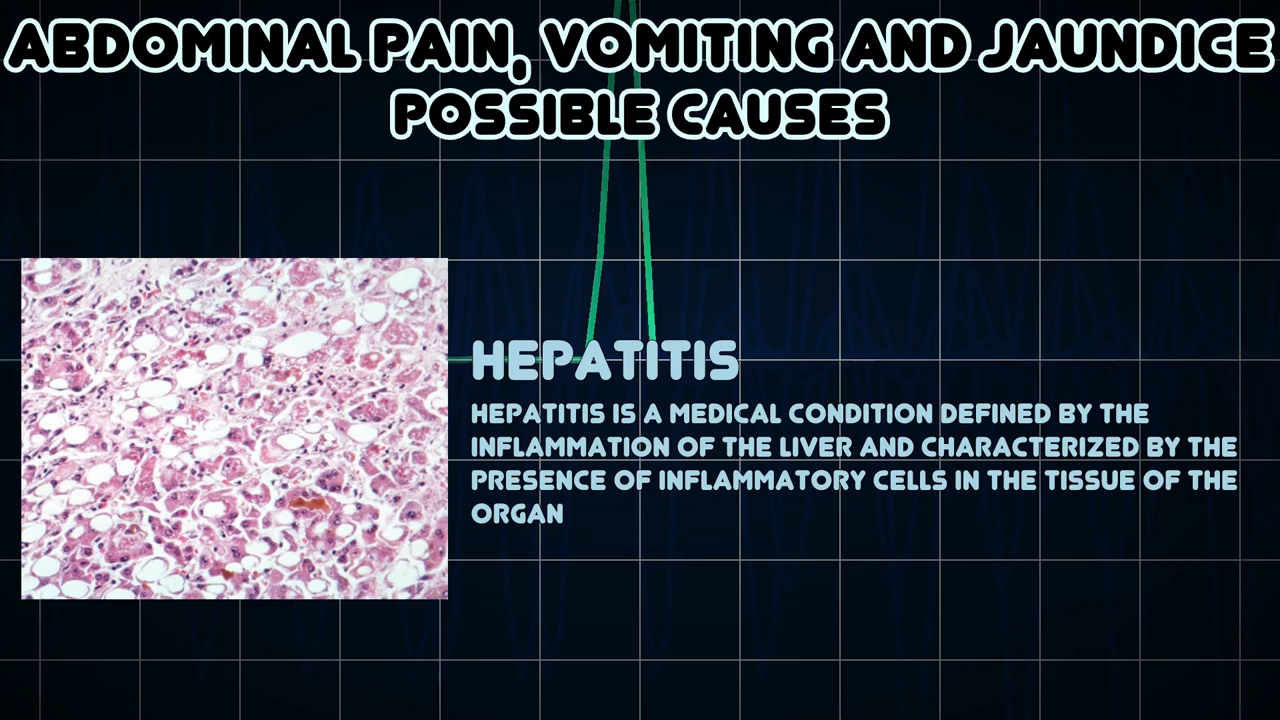 ABDOMINAL PAIN, VOMITING AND JAUNDICE
POSSIBLE CAUSES
HEPATITIS
HEPATITIS IS A MEDICAL CONDITION DEFINED BY THE
INFLAMMATION OF THE LIVER AND CHARACTERIZED BY THE
PRESENCE OF INFLAMMATORY CELLS IN THE TISSUE OF THE
ORGAN